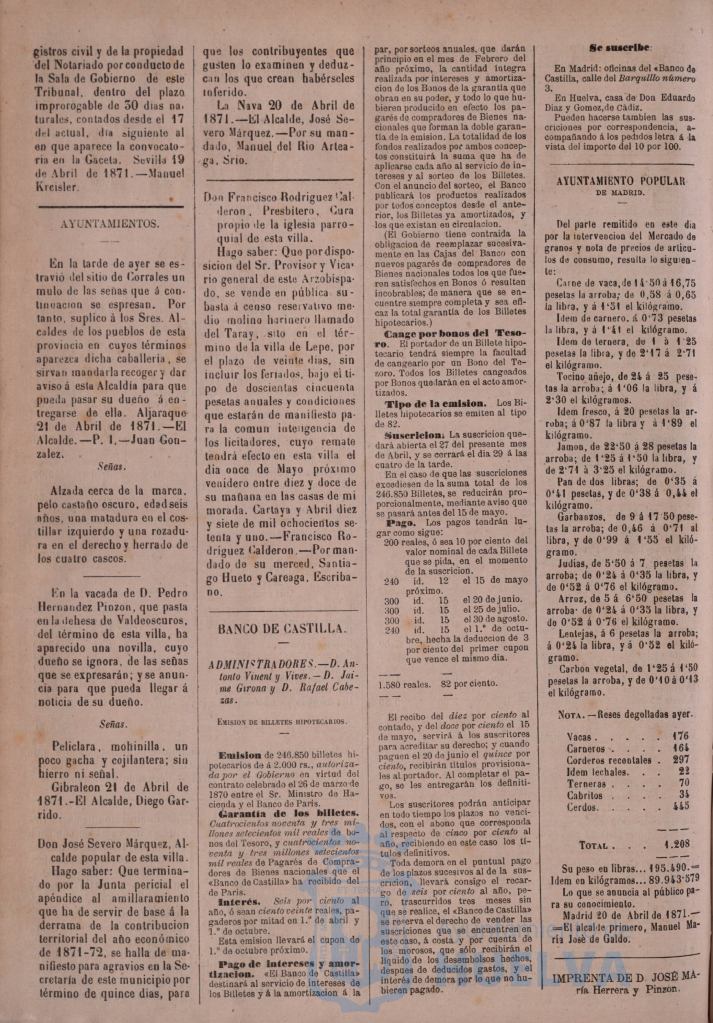 gistros civil y de la propiedad
del Notariado por conducto de
la Sala de Gobierno de este
Tribunal, dentro del plazo
improrogable de 30 dias na-
turales, contados desde el 17
del actual, dia siguiente al
en que aparece la convocato-
ria en la Gaceta. Sevilla 19
de Abril de 1871.—Manuel
Kreisler.
AYUNTAMIENTOS.
En la tarde de ayer se es-
travió del sitio de Corrales un
mulo de las señas que á con-
tinuacion se espresan. Por
tanto, suplico á los Sres. Al-
caldes de los pueblos de esta
provincia en cuyos términos
aparezca dicha caballería, se
sirvan mandarla recoger y dar
aviso á esta Alcaldía para que
pueda pasar su dueño á en-
tregarse de ella. Aljaraque
21 de Abril de 1871.—El
Alcalde.—P. I.—Juan Gon-
zalez.
Señas.
Alzada cerca de la marca,
pelo castaño oscuro, edad seis
años, una matadura en el cos-
tillar izquierdo y una rozadu-
ra en el derecho y herrado de
los cuatro cascos.
En la vacada de D. Pedro
Hernandez Pinzon, que pasta
en la dehesa de Valdeoscuros,
del término de esta villa, ha
aparecido una novilla, cuyo
dueño se ignora, de las señas
que se expresarán; y se anun-
cia para que pueda llegar á
noticia de su dueño.
Señas.
Peliclara, mohinilla, un
poco gacha y cojilantera; sin
hierro ni señal.
Gibraleon 21 de Abril de
1871.-El Alcalde, Diego Gar-
rido.
Don José Severo Márquez, Al-
calde popular de esta villa.
Hago saber: Que termina-
do por la Junta pericial el
apéndice al amillaramiento
que ha de servir de base á la
derrama de la contribucion
territorial del año económico
de 1871-72, se halla de ma-
nifiesto para agravios en la Se-
cretaría de este municipio por
término de quince dias, para
que los contribuyentes que
gusten lo examinen y deduz-
can los que crean habérseles
inferido.
La Nava 20 de Abril de
1871.—El Alcalde, José Se-
vero Márquez.—Por su man-
dado, Manuel del Rio Artea-
ga, Srio.
Don Francisco Rodriguez Cal-
deron, Presbitero, Cura
propio de la iglesia parro-
quial de esta villa.
Hago saber: Que por dispo-
sicion del Sr. Provisor y Vica-
rio general de este Arzobispa-
do, se vende en pública su-
basta á censo reservativo me-
dio molino harinero llamado
del Taray, sito en el tér-
mino de la villa de Lepe, por
el plazo de veinte dias, sin
incluir los feriados, bajo el ti-
po de doscientas cincuenta
pesetas anuales y condiciones
que estarán de manifiesto pa-
ra la comun inteligencia de
los licitadores, cuyo remate
tendrá efecto en esta villa el
dia once de Mayo próximo
venidero entre diez y doce de
su mañana en las casas de mi
morada. Cartaya y Abril diez
y siete de mil ochocientos se-
tenta y uno.—Francisco Ro-
driguez Calderon.—Por man-
dado de su merced, Santia-
go Hueto y Careaga, Escriba-
no.
BANCO DE CASTILLA.
ADMINISTRADORES.—D. An-
tonio Vinent y Vives.—D. Jai-
me Girona y D. Rafael Cabe-
zas.
EMISION DE BILLETES HIPOTECARIOS.
Emision de 246.850 billetes hi-
potecarios de á 2.000 rs., autoriza-
da por el Gobierno en virtud del
contrato celebrado el 26 de marzo de
1870 entre el Sr. Ministro de Ha-
cienda y el Banco de Paris.
Garantía de los billetes.
Cuatrocientos noventa y tres mi-
llones setecientos mil reales de bo-
nos del Tesoro, y cuatrocientos no-
venta y tres millones setecientos
mil reales de Pagarés de Comprado-
res de Bienes nacionales que el
«Banco de Castilla» ha recibido del
de Paris.
Interés. Seis por ciento al
año, ó sean ciento veinte reales, pa-
gaderos por mitad en 1.º de abril y
1.º de octubre.
Esta emision llevará el cupon de
1.º de octubre próximo.
Pago de intereses y amor-
tizacion. «El Banco de Castilla»
destinará al servicio de intereses de
los Billetes y á la amortizacion á la
par, por sorteos anuales, que darán
principio en el mes de Febrero del
año próximo, la cantidad íntegra
realizada por intereses y amortiza-
cion de los Bonos de la garantía que
obras en su poder, y todo lo que hu-
bieren producido en efecto los pa-
garés de compradores de Bienes na-
cionales que forman la doble garan-
tía de la emision. La totalidad de los
fondos realizados por ambos concep-
tos constituirá la suma que ha de
aplicarse cada año al servicio de in-
tereses y al sorteo de los Billetes.
Con el anuncio del sorteo, el Banco
publicará los productos realizados
por todos conceptos desde el ante-
rior, los Billetes ya amortizados, y
los que existan en circulacion.
(El Gobierno tiene contraida la
obligacion de reemplazar sucesiva-
mente en las Cajas del Banco con
nuevos pagarés de compradores de
Bienes nacionales todos los que fue-
ren satisfechos en Bonos ó resulten
incobrables; de manera que se en-
cuentre siempre completa y sea efi-
caz la total garantía de los Billetes
hipotecarios.)
Cange por bonos del Teso-
ro. El portador de un Billete hipo-
tecario tendrá siempre la facultad
de cangearlo por un Bono del Te-
zoro. Todos los Billetes cangeados
por Bonos quedarán en el acto amor-
tizados.
Tipo de la emision. Los Bi-
lletes hipotecarios se emiten al tipo
de 82.
Suscricion. La suscricion que-
dará abierta el 27 del presente mes
de Abril, y se cerrará el dia 29 á las
cuatro de la tarde.
En el caso de que las suscriciones
excediesen de la suma total de los
246.850 Billetes, se reducirán pro-
porcionalmente, mediante aviso que
se pasará antes del 15 de mayo.
Pago. Los pagos tendrán lu-
gar como sigue:
200 reales, ó sea 10 por ciento del
valor nominal de cada Billete
que se pida, en el momento
de la suscricion.
240 id. 12 el 15 de mayo
próximo.
300 id. 15 el 20 de junio.
300 id. 15 el 25 de julio.
300 id. 15 el 30 de agosto.
240 id. 12 el 1.º de octu-
bre, hecha la deduccion de 3
por ciento del primer cupon
que vence el mismo dia.
1.580 reales. 82 por ciento.
El recibo del diez por ciento al
contado, y del doce por ciento el 15
de mayo, servirá á los suscritores
para acreditar su derecho; y cuando
paguen el 20 de junio el quince por
ciento, recibirán titulos provisiona-
les al portador. Al completar el pa-
go, se les entregarán los definiti-
vos.
Los suscritores podrán anticipar
en todo tiempo los plazos no venci-
dos, con el abono que corresponda
al respecto de cinco por ciento al
año, recibiendo en este caso los tí-
tulos definitivos.
Toda demora en el puntual pago
de los plazos sucesivos al de la sus-
cricion, llevará consigo el recar-
go de seis por ciento al año, pe-
ro, trascurridos tres meses sin
que se realice, el «Banco de Castilla»
se reserva el derecho de vender las
suscriciones que se encuentren en
este caso, á costa y por cuenta de
los morosos, que sólo recibirán el
líquido de los desembolsos hechos,
despues de deducidos gastos, y el
interés de demora por lo que no hu-
bieren pagado.
Se suscribe:
En Madrid: oficinas del «Banco de
Castilla, calle del Barquillo número
3.
En Huelva, casa de Don Eduardo
Diaz y Gomez, de Cádiz.
Pueden hacerse tambien las sus-
criciones por correspondencia, a-
compañando á los pedidos letra á la
vista del importe del 10 por 100.
AYUNTAMIENTO POPULAR
DE MADRID.
Del parte remitido en este dia
por la intervencion del Mercado de
granos y nota de precios de artícu-
los de consumo, resulta lo siguien-
te:
Carne de vaca, de 14'50 á 16,75
pesetas la arroba; de 0,58 á 0,65
la libra, y á 1'51 el kilogramo.
Idem de carnero, á 0'73 pesetas
la libra, y á 1'41 el kilógramo.
Idem de ternera, de 1 á 1'25
pesetas la libra, y de 2'17 á 2'71
el kilógramo.
Tocino añejo, de 24 á 25 pese-
tas la arroba; á 1'06 la libra, y á
2'30 el kilógramos.
Idem fresco, á 20 pesetas la ar-
roba; á 0'87 la libra y á 1'89 el
kilógramo.
Jamon, de 22'50 á 28 pesetas la
arroba; de 1'25 á 1'50 la libra, y
de 2'71 á 3'25 el kilógramo.
Pan de dos libras; de 0'35 á
0'41 pesetas, y de 0'38 á 0,44 el
kilógramo.
Garbanzos, de 9 á 17'50 pese-
tas la arroba; de 0,46 á 0'71 al
libra, y de 0'99 á 1'55 el kiló-
gramo.
Judias, de 5'50 á 7 pesetas la
arroba; de 0'24 á 0'35 la libra, y
de 0'52 á 0'76 el kilógramo.
Arroz, de 5 á 6'50 pesetas la
arroba· de 0'24 á 0'35 la libra, y
de 0'52 á 0'76 el kilógramo.
Lentejas, á 6 pesetas la arroba;
á 0'24 la libra, y á 0'52 el kiló-
gramo.
Carbon vegetal, de 1'25 á 1'50
pesetas la arroba, y de 0'10 á 0'13
el kilógramo.
NOTA.—Reses degolladas ayer.
Vacas . . . . . 176
Carneros . . . . 464
Corderos recentales . 297
Idem lechales. . . . 22
Terneras . . . . 70
Cabritos . . . . 34
Cerdos. . . . . 445
TOTAL . . . 1.208
Su peso en libras... 195.490.=
Idem en kilógramos... 89.943'579
Lo que se anuncia al público pa-
ra su conocimiento.
Madrid 20 de Abril de 1871.—
=El alcalde primero, Manuel Ma-
ría José de Galdo.
IMPRENTA DE D. JOSÉ MA-
ría Herrera y Pinzon.